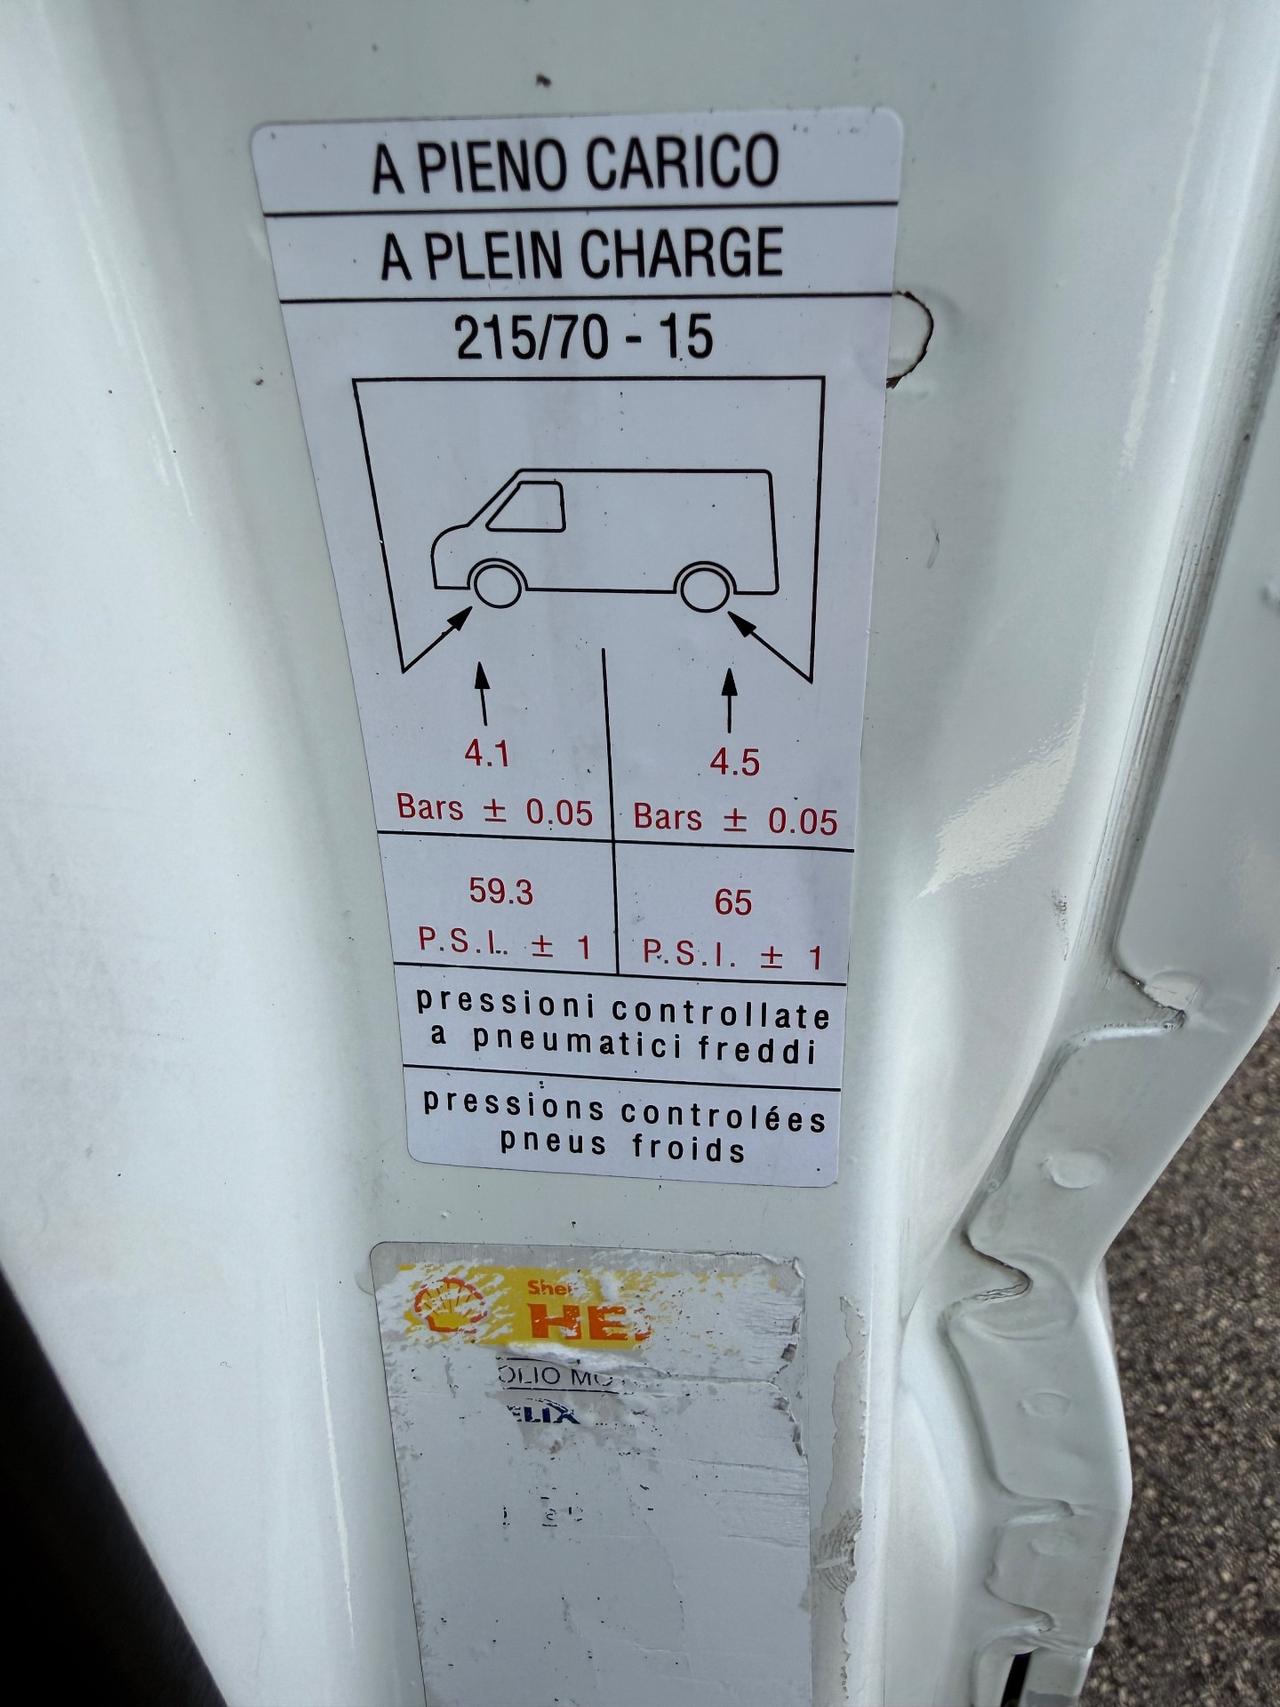 A PIENO CARICO
A PLEIN CHARGE
215/70 - 15
4.1 4.5
Bars ± 0.05 Bars ± 0.05
59.3 65
P.S.I. ± 1 P.S.I. ± 1
pressioni controllate
a pneumatici freddi
pressions controlées
pneus froids